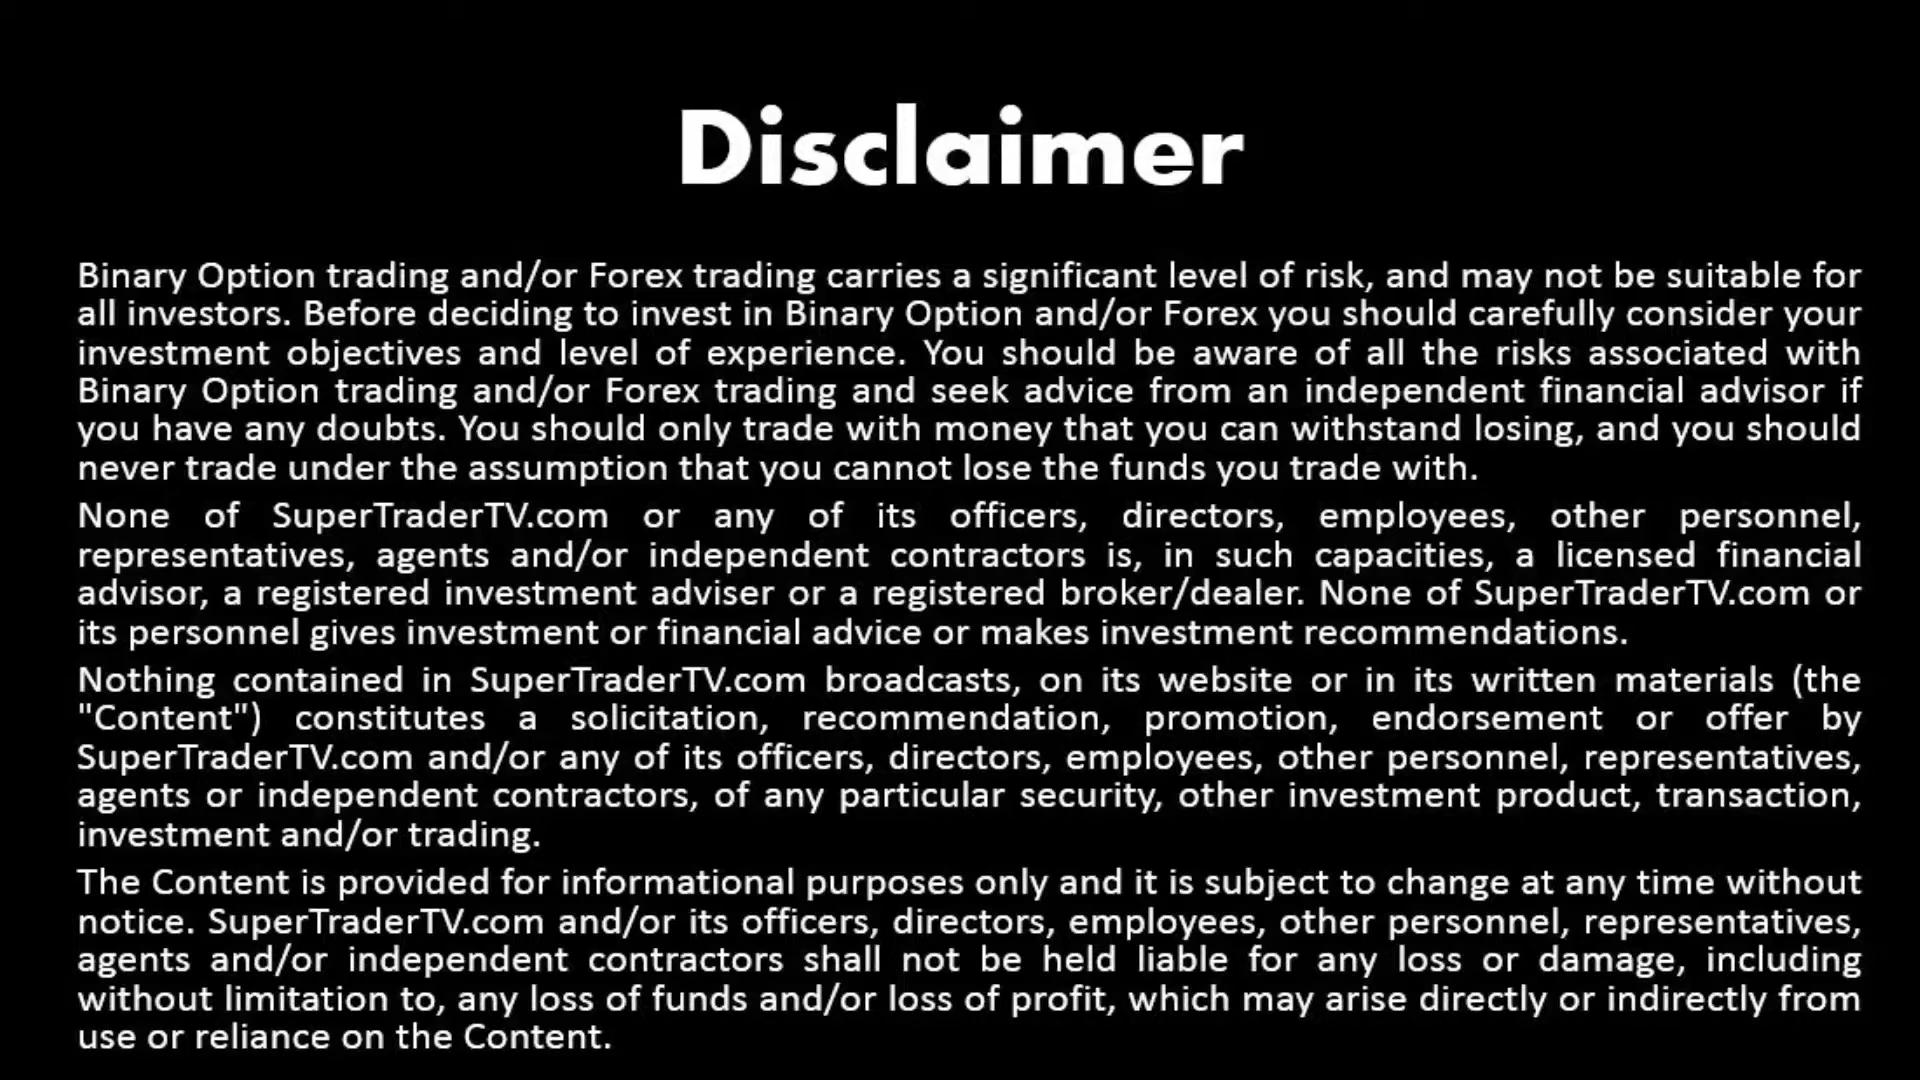 Disclaimer
Binary Option trading and/or Forex trading carries a significant level of risk, and may not be suitable for
all investors. Before deciding to invest in Binary Option and/or Forex you should carefully consider your
investment objectives and level of experience. You should be aware of all the risks associated with
Binary Option trading and/or Forex trading and seek advice from an independent financial advisor if
you have any doubts. You should only trade with money that you can withstand losing, and you should
never trade under the assumption that you cannot lose the funds you trade with.
None of SuperTraderTV.com or any of its officers, directors, employees, other personnel,
representatives, agents and/or independent contractors is, in such capacities, a licensed financial
advisor, a registered investment adviser or a registered broker/dealer. None of SuperTraderTV.com or
its personnel gives investment or financial advice or makes investment recommendations.
Nothing contained in SuperTraderTV.com broadcasts, on its website or in its written materials (the
"Content") constitutes a solicitation, recommendation, promotion, endorsement or offer by
SuperTraderTV.com and/or any of its officers, directors, employees, other personnel, representatives,
agents or independent contractors, of any particular security, other investment product, transaction,
investment and/or trading.
The Content is provided for informational purposes only and it is subject to change at any time without
notice. SuperTraderTV.com and/or its officers, directors, employees, other personnel, representatives,
agents and/or independent contractors shall not be held liable for any loss or damage, including
without limitation to, any loss of funds and/or loss of profit, which may arise directly or indirectly from
use or reliance on the Content.